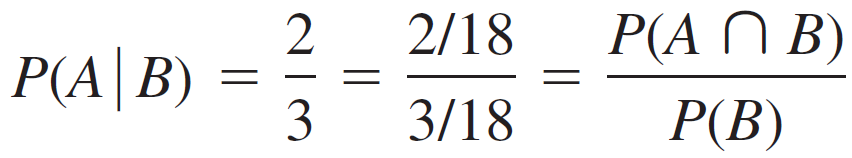 P(A | B) = 2/3 = (2/18)/(3/18) = P(A ∩ B)/P(B)